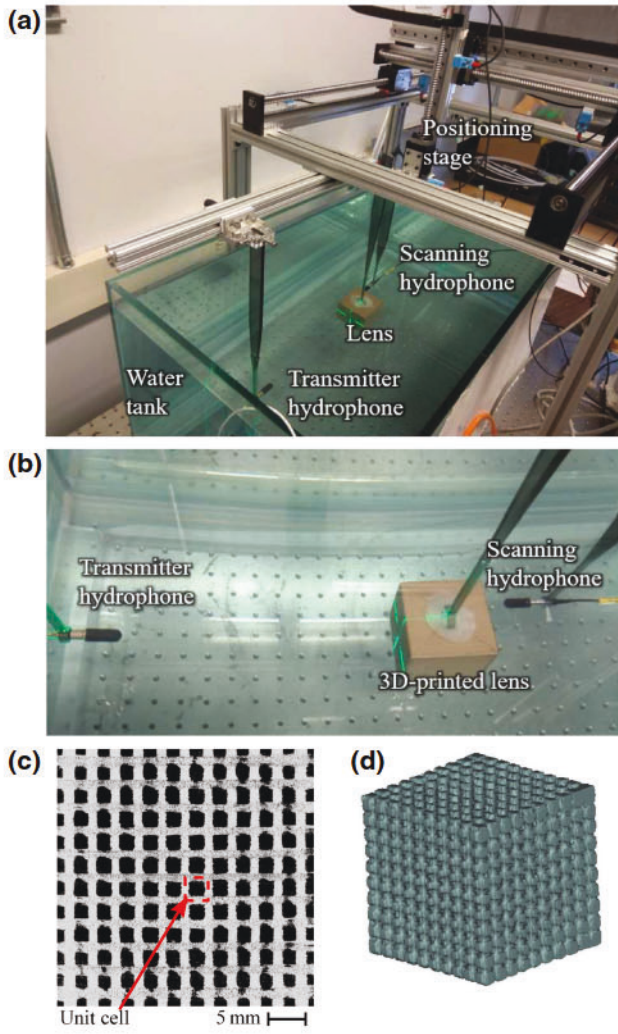 (a)
Positioning
stage
Scanning
hydrophone
Lens
Water
tank
Transmitter
hydrophone
(b)
Transmitter
hydrophone
Scanning
hydrophone
3D-printed lens
(c)
(d)
Unit cell
5 mm